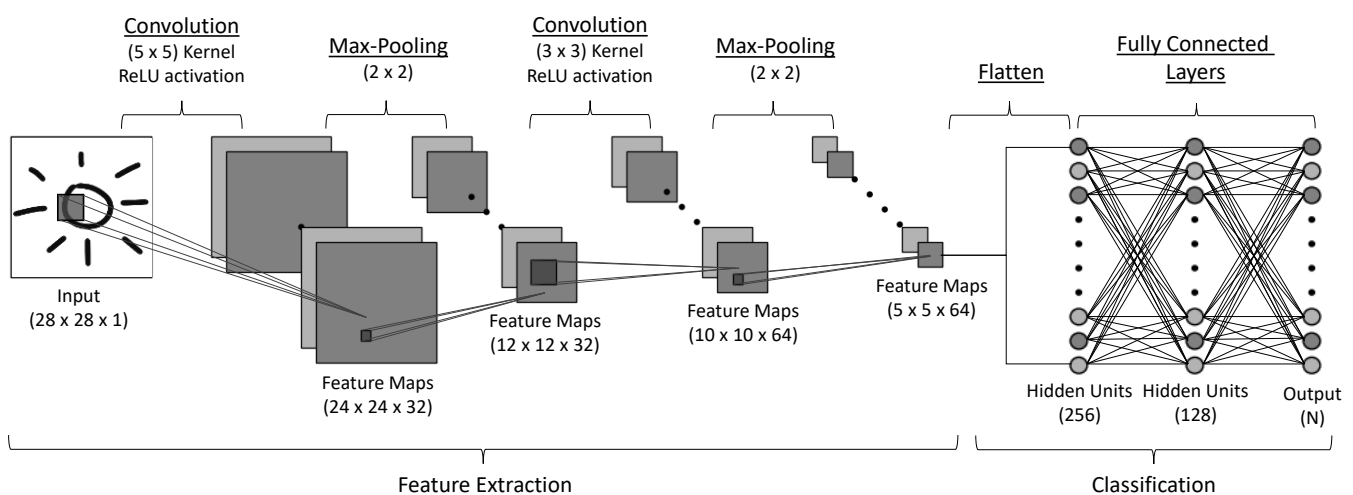 Convolution
(5 x 5) Kernel
ReLU activation
Max-Pooling
(2 x 2)
Convolution
(3 x 3) Kernel
ReLU activation
Max-Pooling
(2 x 2)
Flatten
Fully Connected
Layers
Input
(28 x 28 x 1)
Feature Maps
(24 x 24 x 32)
Feature Maps
(12 x 12 x 32)
Feature Maps
(10 x 10 x 64)
Feature Maps
(5 x 5 x 64)
Hidden Units
(256)
Hidden Units
(128)
Output
(N)
Feature Extraction
Classification